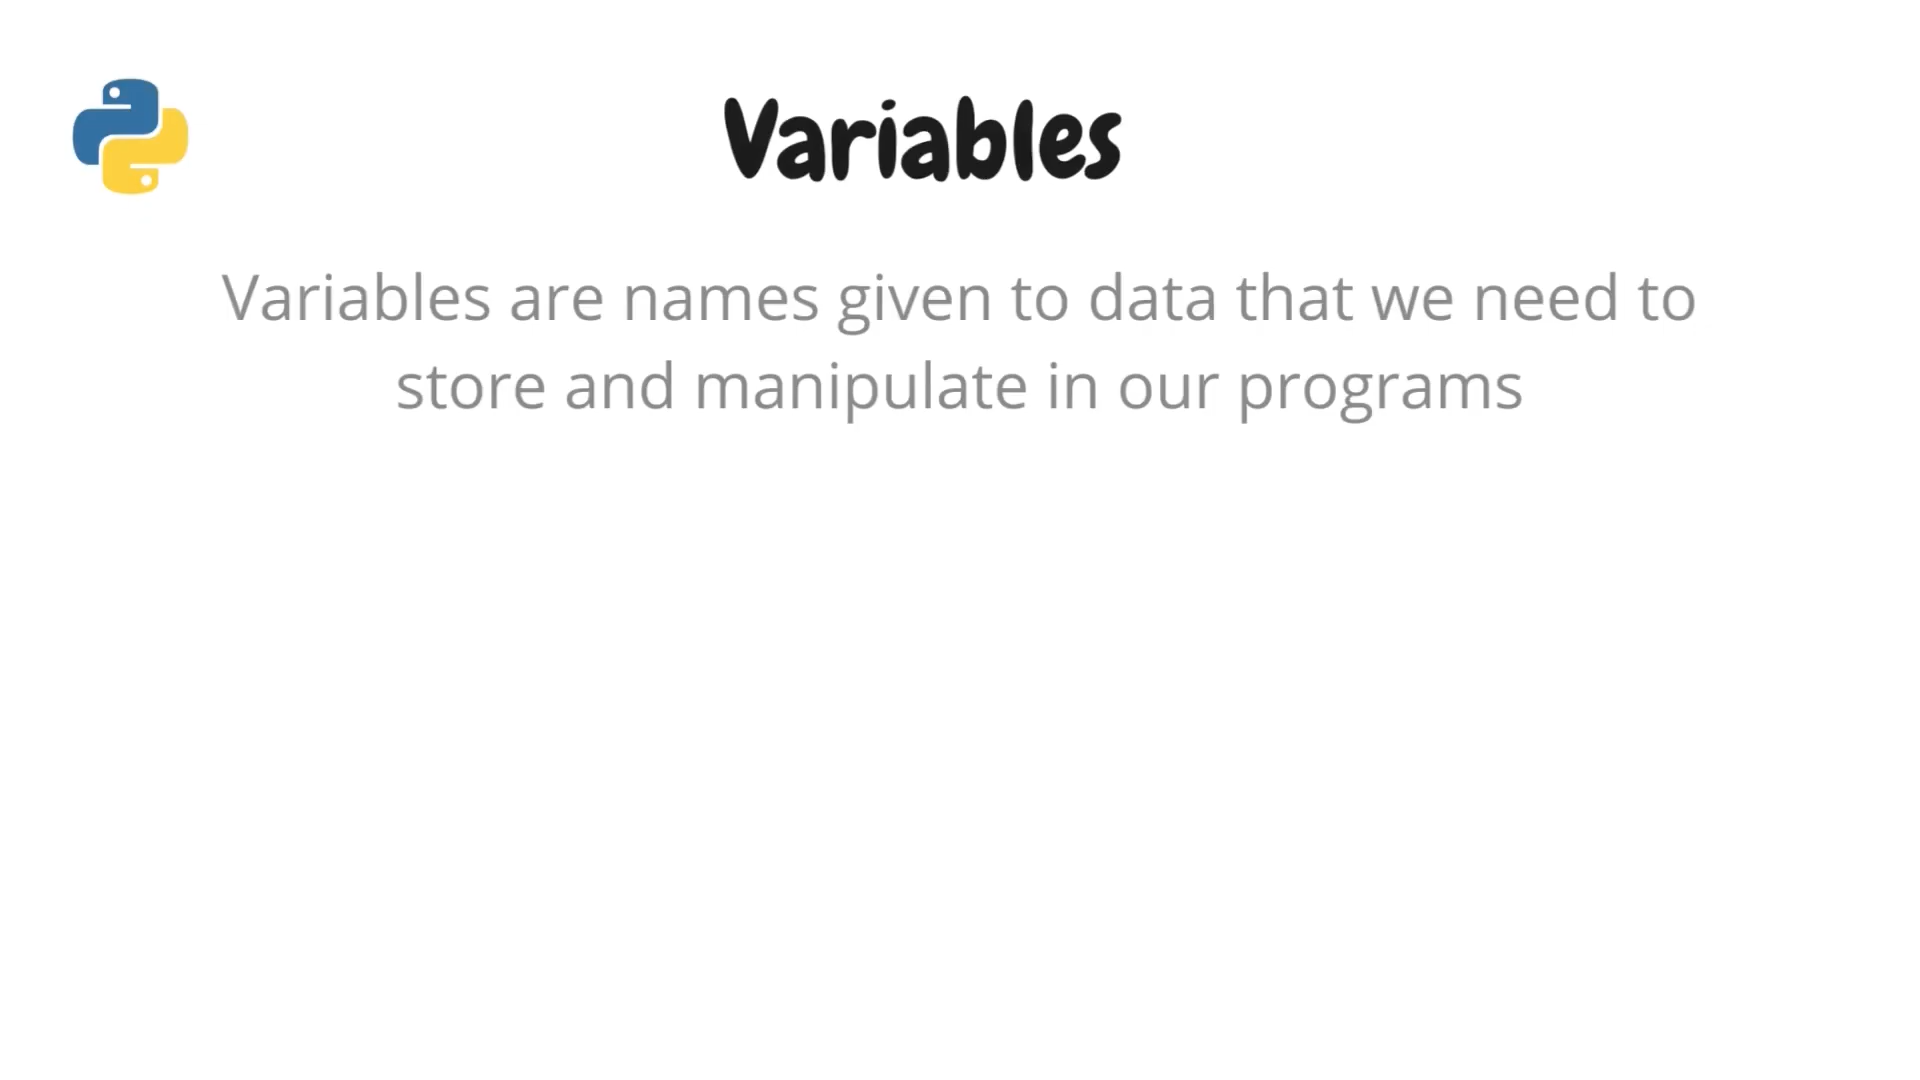 Variables
Variables are names given to data that we need to
store and manipulate in our programs